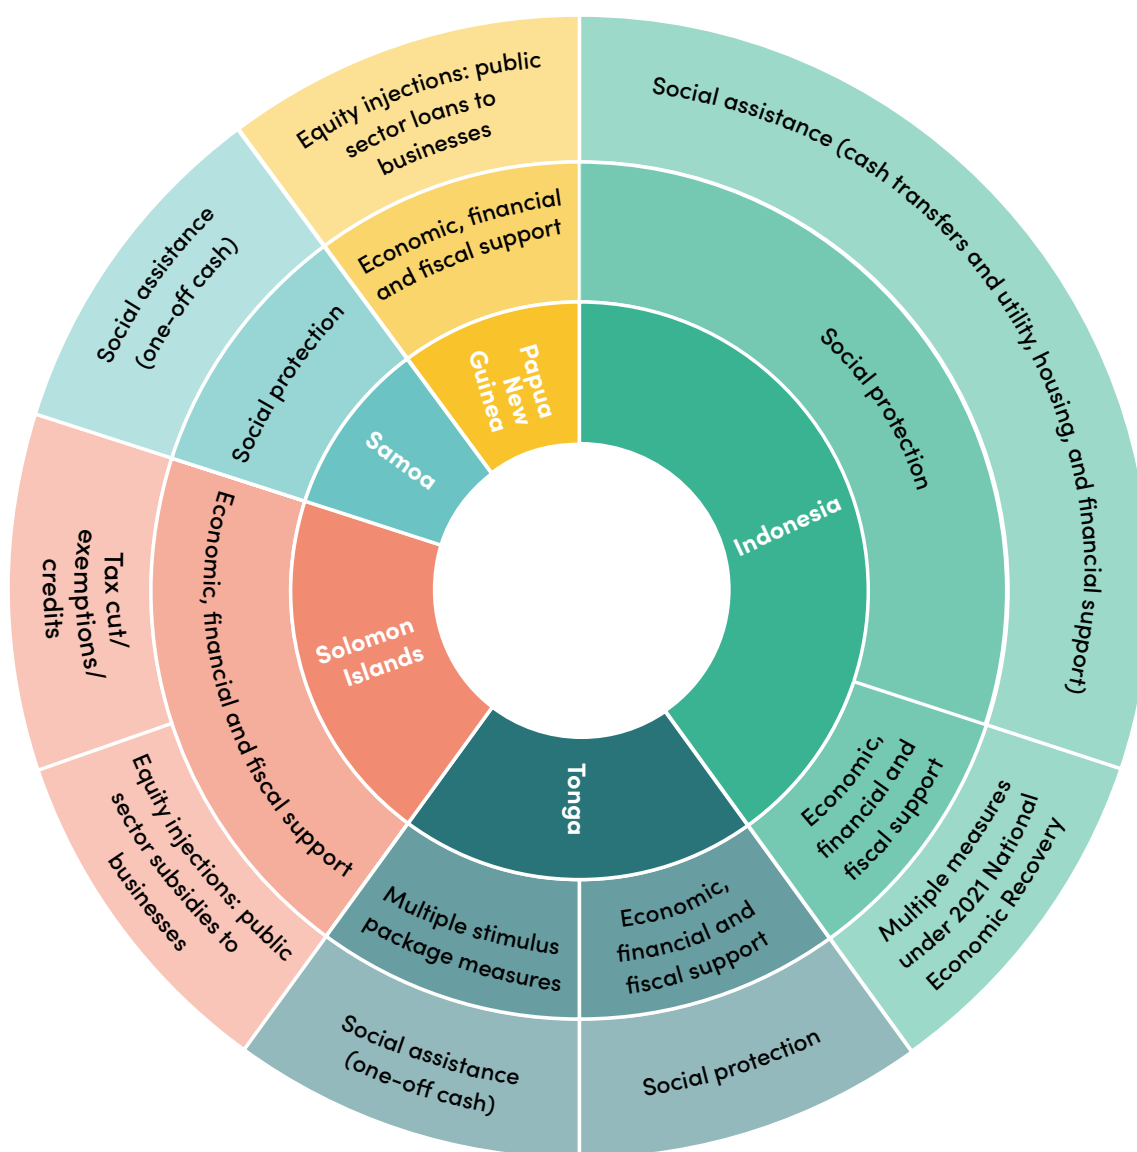 Equity injections: public
sector loans to
businesses
Economic, financial
and fiscal support
Papua
New
Guinea
Social assistance (cash transfers and utility, housing, and financial support)
Social protection
Indonesia
Economic,
financial and
fiscal support
Multiple measures
under 2021 National
Economic Recovery
Tonga
Economic,
financial and
fiscal support
Social protection
Multiple stimulus
package measures
Social assistance
(one-off cash)
Solomon
Islands
Economic, financial and fiscal support
Equity injections: public
sector subsidies to
businesses
Tax cut/
exemptions/
credits
Samoa
Social protection
Social assistance
(one-off cash)